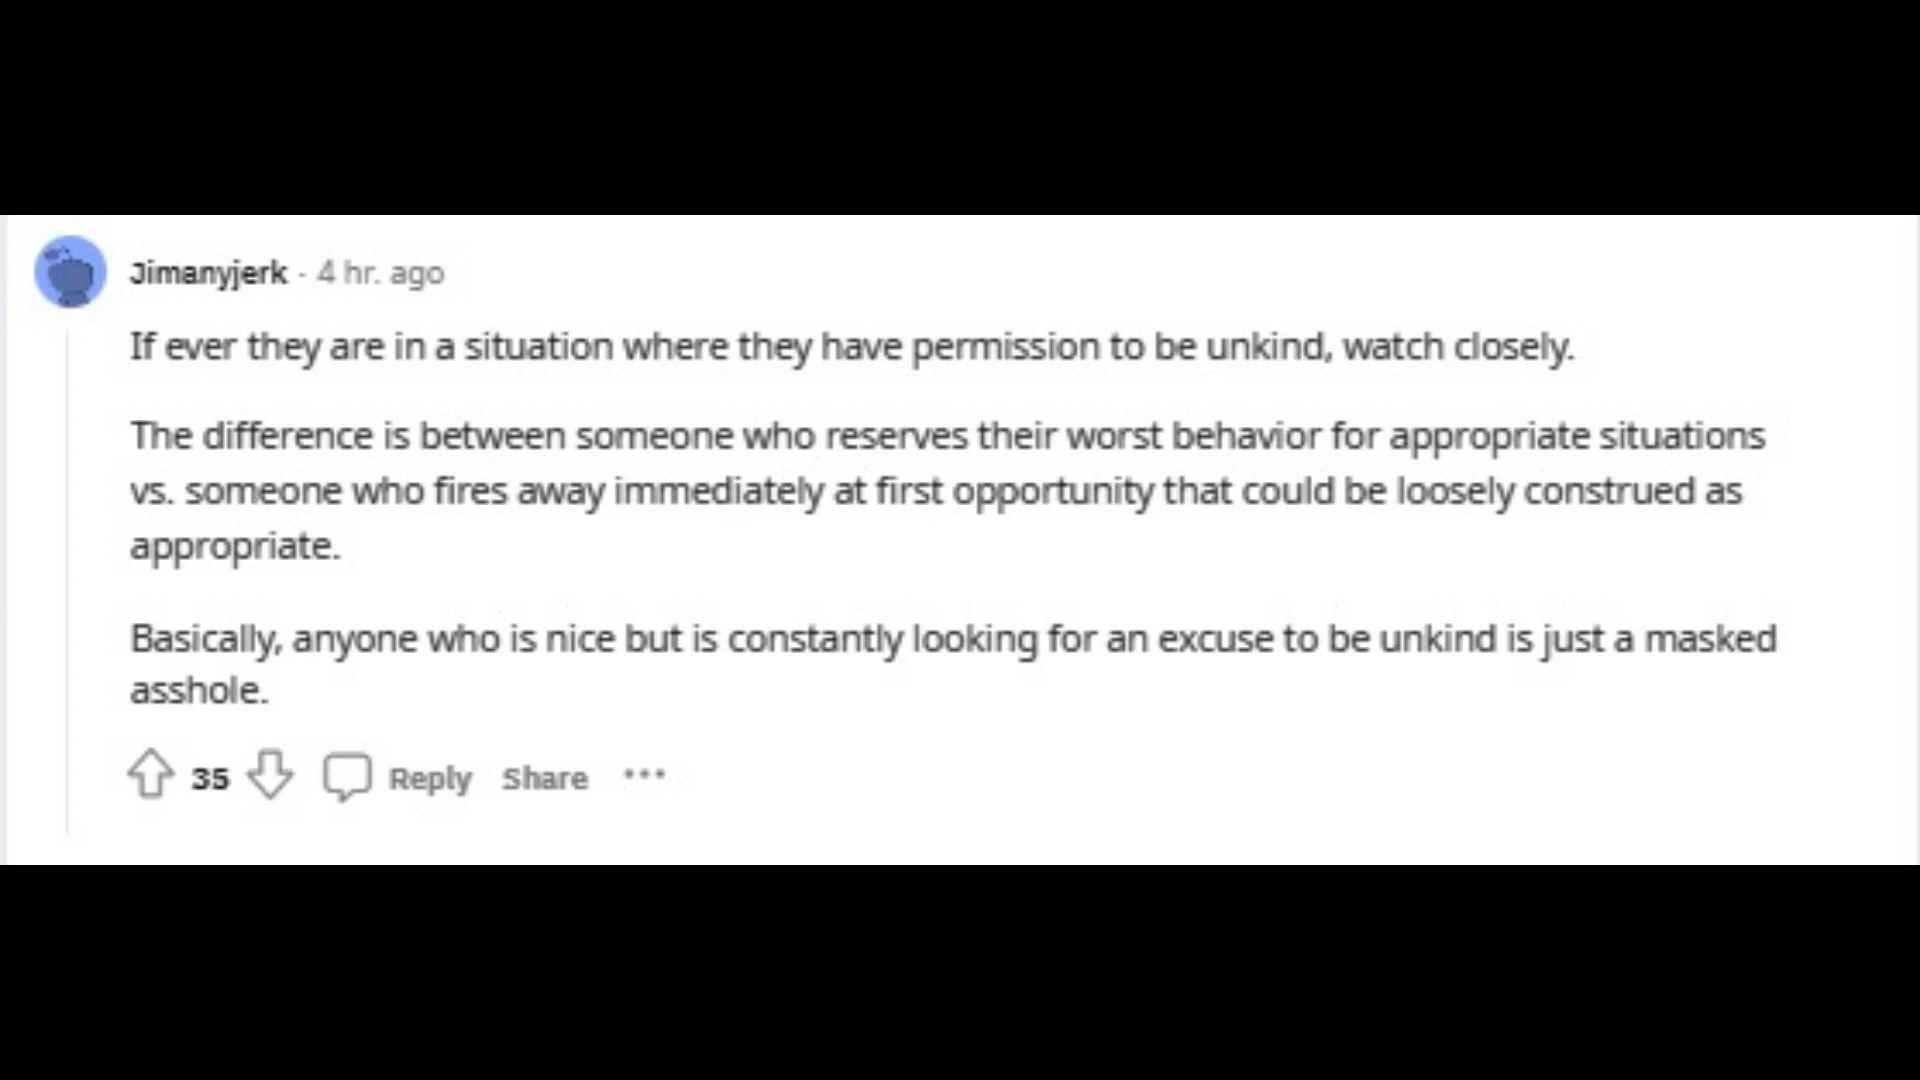 Jimanyjerk · 4 hr. ago
If ever they are in a situation where they have permission to be unkind, watch closely.
The difference is between someone who reserves their worst behavior for appropriate situations
vs. someone who fires away immediately at first opportunity that could be loosely construed as
appropriate.
Basically, anyone who is nice but is constantly looking for an excuse to be unkind is just a masked
asshole.
35 Reply Share ···